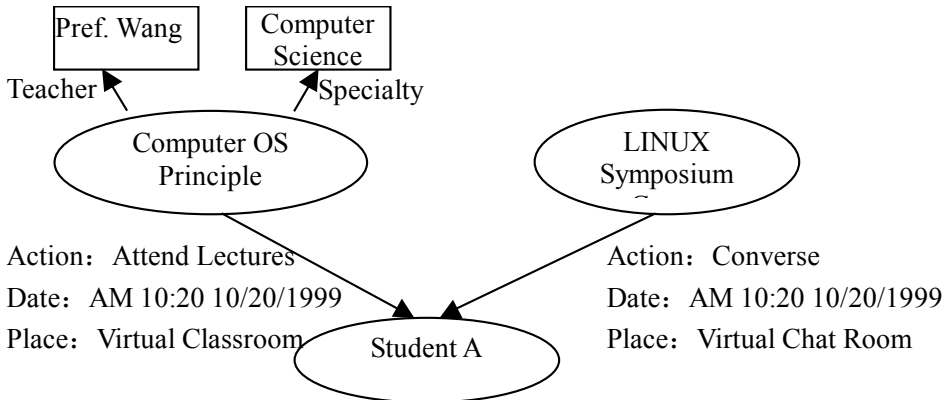 Pref. Wang
Computer
Science
Teacher
Specialty
Computer OS
Principle
LINUX
Symposium
Action：Attend Lectures
Date：AM 10:20 10/20/1999
Place：Virtual Classroom
Action：Converse
Date：AM 10:20 10/20/1999
Place：Virtual Chat Room
Student A